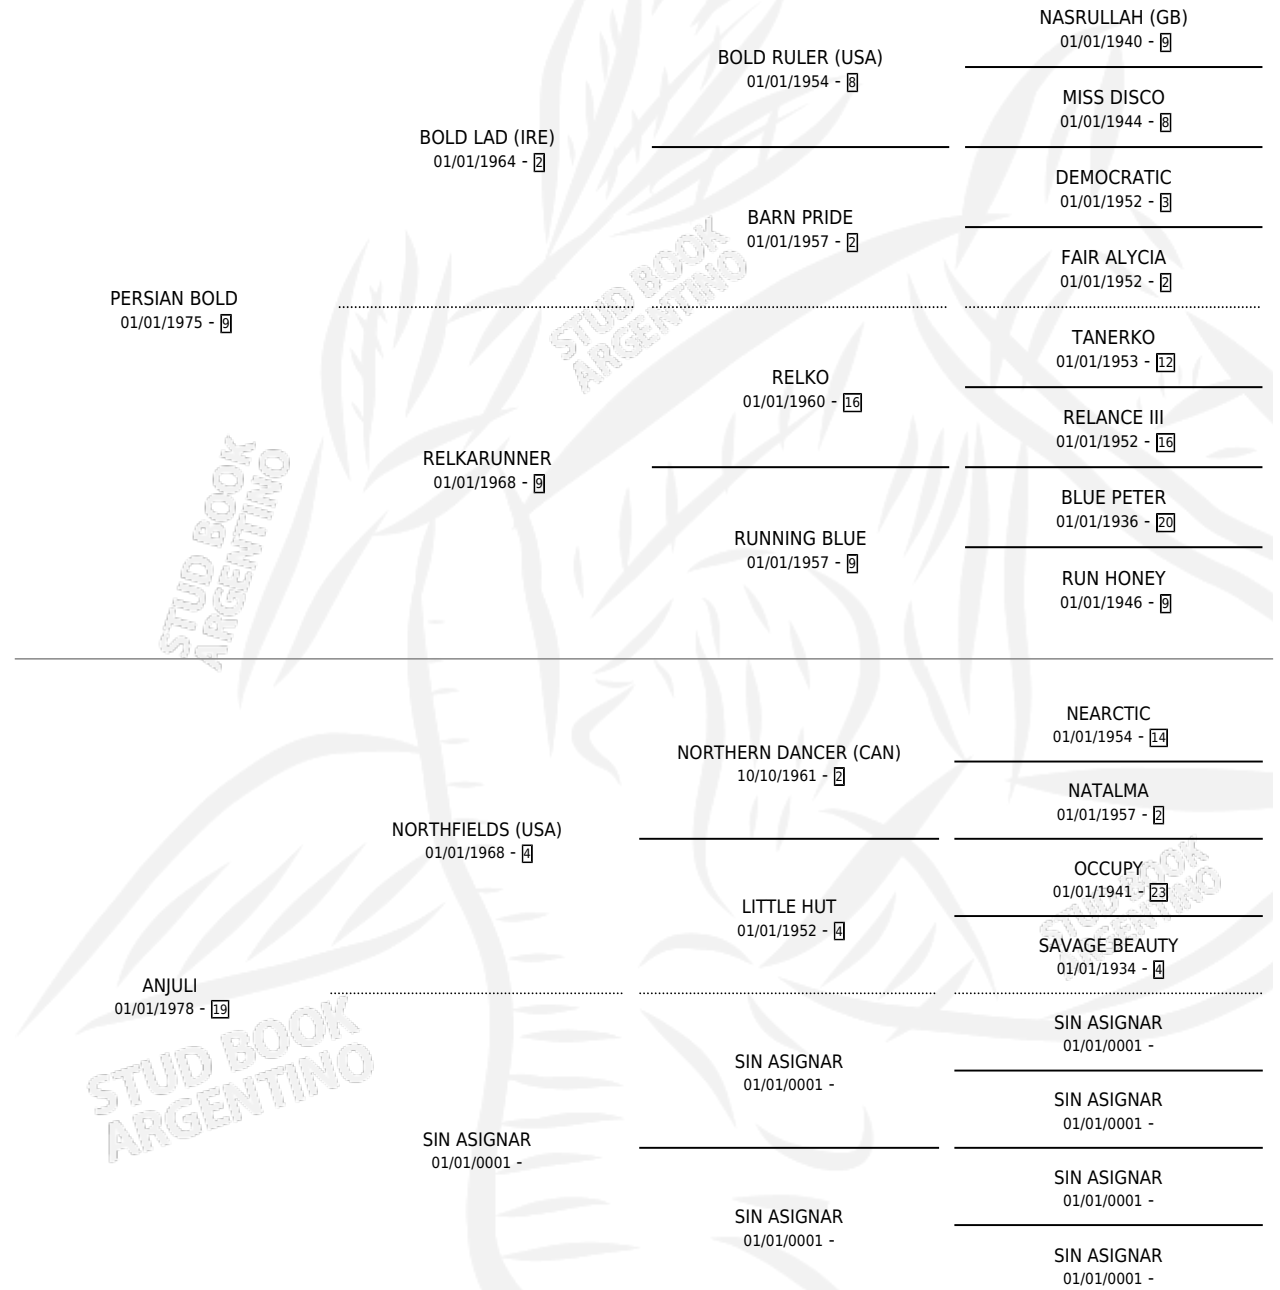 NASRULLAH (GB)
01/01/1940 - 9
BOLD RULER (USA)
01/01/1954 - 8
MISS DISCO
01/01/1944 - 8
BOLD LAD (IRE)
01/01/1964 - 2
DEMOCRATIC
01/01/1952 - 3
BARN PRIDE
01/01/1957 - 2
FAIR ALYCIA
01/01/1952 - 2
PERSIAN BOLD
01/01/1975 - 9
STUD BOOK
ARGENTINO
TANERKO
01/01/1953 - 12
RELKO
01/01/1960 - 16
RELANCE III
01/01/1952 - 16
RELKARUNNER
01/01/1968 - 9
BLUE PETER
01/01/1936 - 20
RUNNING BLUE
01/01/1957 - 9
RUN HONEY
01/01/1946 - 9
STUD BOOK
ARGENTINO
NEARCTIC
01/01/1954 - 14
NORTHERN DANCER (CAN)
10/10/1961 - 2
NATALMA
01/01/1957 - 2
NORTHFIELDS (USA)
01/01/1968 - 4
OCCUPY
01/01/1941 - 23
LITTLE HUT
01/01/1952 - 4
SAVAGE BEAUTY
01/01/1934 - 4
STUD BOOK
ARGENTINO
ANJULI
01/01/1978 - 19
SIN ASIGNAR
01/01/0001 -
SIN ASIGNAR
01/01/0001 -
SIN ASIGNAR
01/01/0001 -
STUD BOOK
ARGENTINO
SIN ASIGNAR
01/01/0001 -
SIN ASIGNAR
01/01/0001 -
SIN ASIGNAR
01/01/0001 -
SIN ASIGNAR
01/01/0001 -